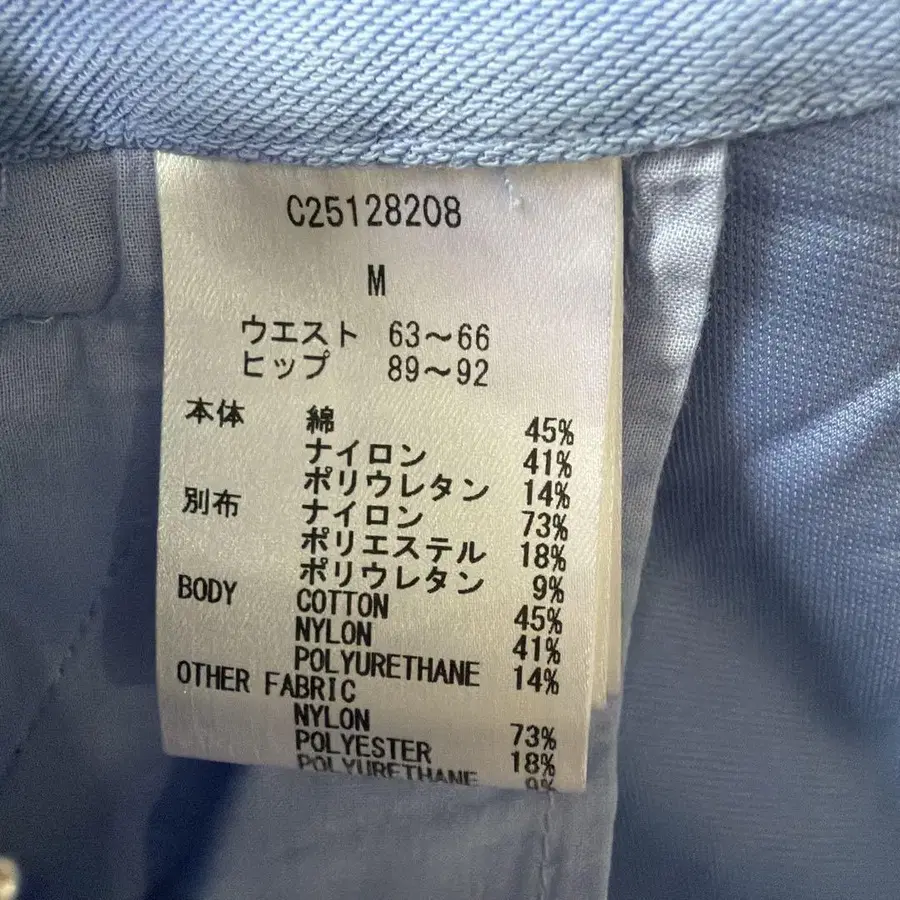 C25128208
M
ウエスト 63～66
ヒップ 89～92
本体 綿 45%
ナイロン 41%
ポリウレタン 14%
別布 ナイロン 73%
ポリエステル 18%
ポリウレタン 9%
BODY COTTON 45%
NYLON 41%
POLYURETHANE 14%
OTHER FABRIC
NYLON 73%
POLYESTER 18%
POLYURETHANE 9%